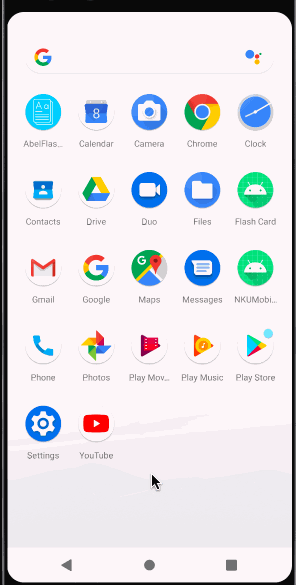 AbelFlas...
Calendar
Camera
Chrome
Clock
8
Contacts
Drive
Duo
Files
Flash Card
Gmail
Google
Maps
Messages
NKUMobi...
Phone
Photos
Play Mov...
Play Music
Play Store
Settings
YouTube